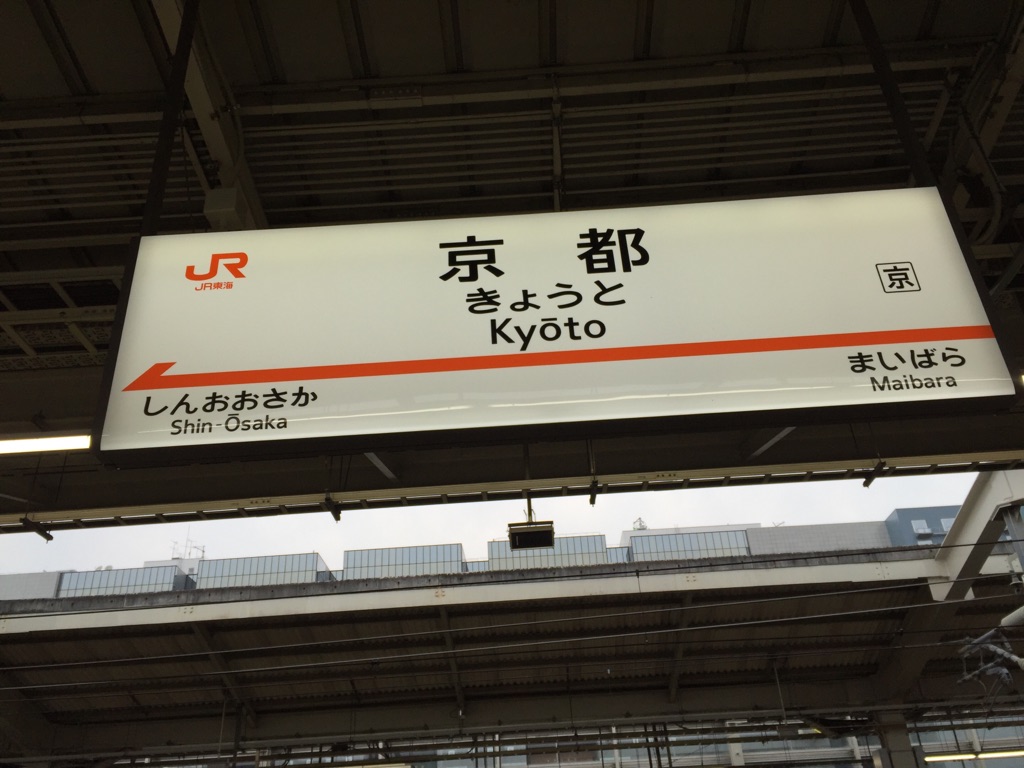 JR
JR東海
京都
きょうと
Kyōto
京
しんおおさか
Shin-Ōsaka
まいばら
Maibara